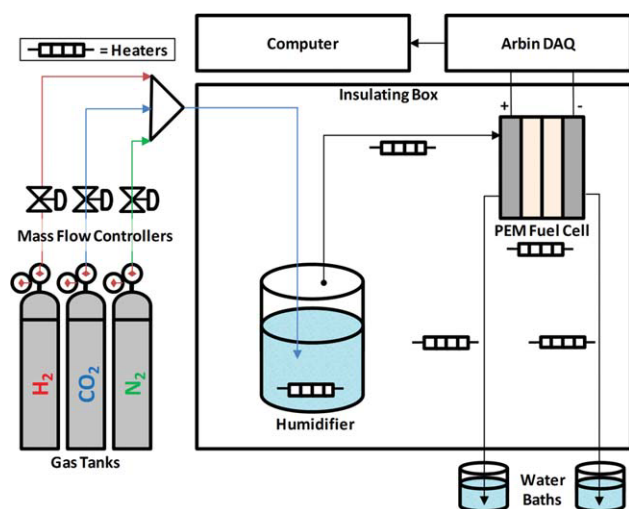 = Heaters
Computer
Arbin DAQ
Insulating Box
+
-
Mass Flow Controllers
PEM Fuel Cell
H₂
CO₂
N₂
Humidifier
Gas Tanks
Water
Baths